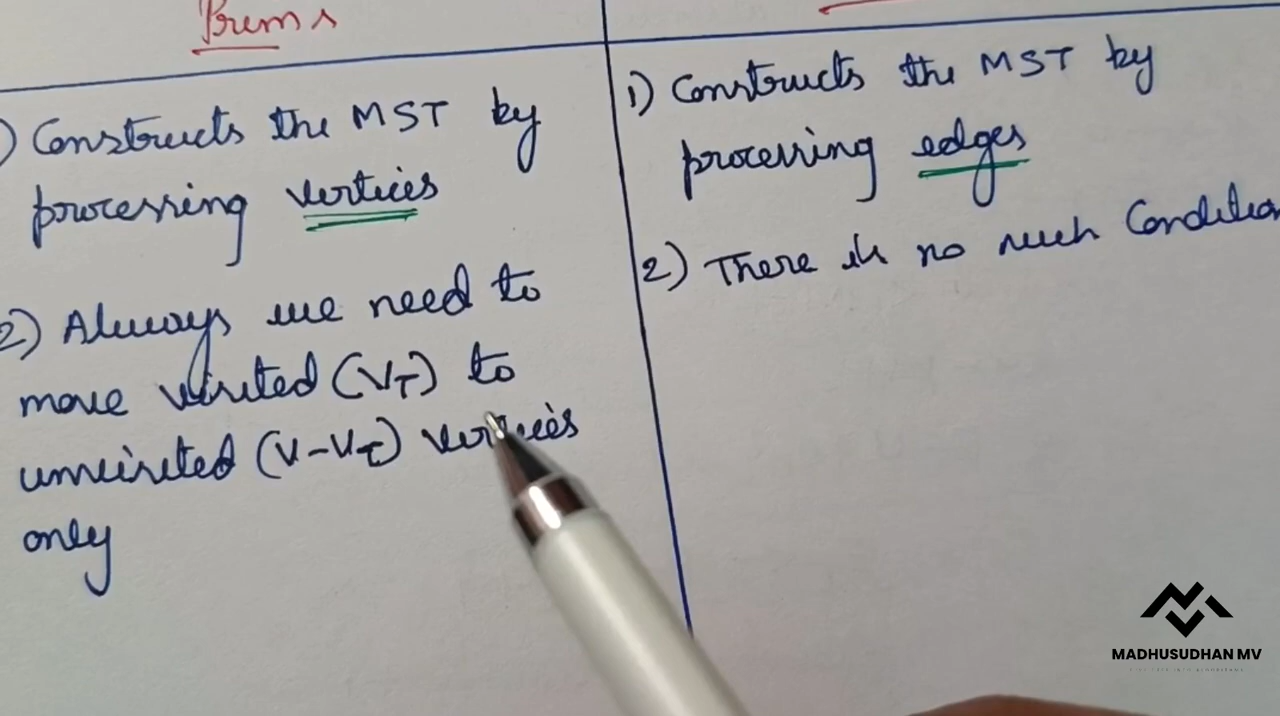 Prims
1) Constructs the MST by
processing vertices
2) Always we need to
move visited (VT) to
unvisited (V-VT) vertices
only
1) Constructs the MST by
processing edges
2) There is no such Condition
MADHUSUDHAN MV